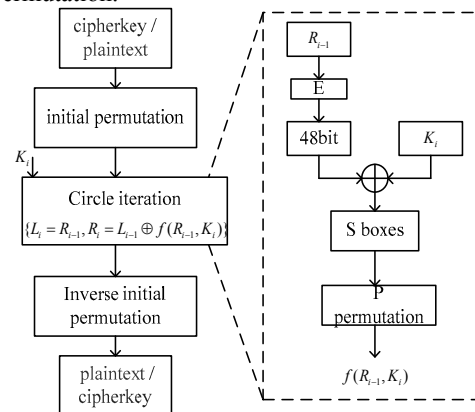 ermutation.
cipherkey /
plaintext
initial permutation
K_i
Circle iteration
{L_i = R_{i-1}, R_i = L_{i-1} ⊕ f(R_{i-1}, K_i)}
Inverse initial
permutation
plaintext /
cipherkey
R_{i-1}
E
48bit
K_i
S boxes
P
permutation
f(R_{i-1}, K_i)